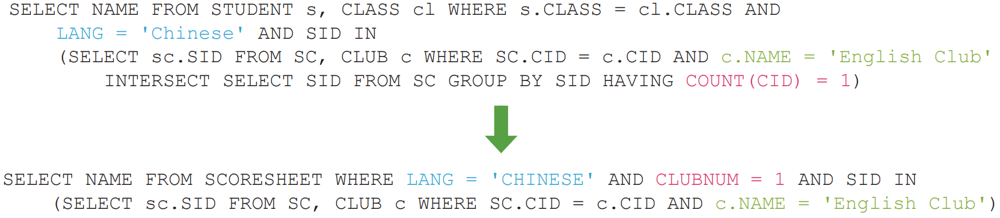 SELECT NAME FROM STUDENT s, CLASS cl WHERE s.CLASS = cl.CLASS AND
LANG = 'Chinese' AND SID IN
(SELECT sc.SID FROM SC, CLUB c WHERE SC.CID = c.CID AND c.NAME = 'English Club'
INTERSECT SELECT SID FROM SC GROUP BY SID HAVING COUNT(CID) = 1)
SELECT NAME FROM SCORESHEET WHERE LANG = 'CHINESE' AND CLUBNUM = 1 AND SID IN
(SELECT sc.SID FROM SC, CLUB c WHERE SC.CID = c.CID AND c.NAME = 'English Club')